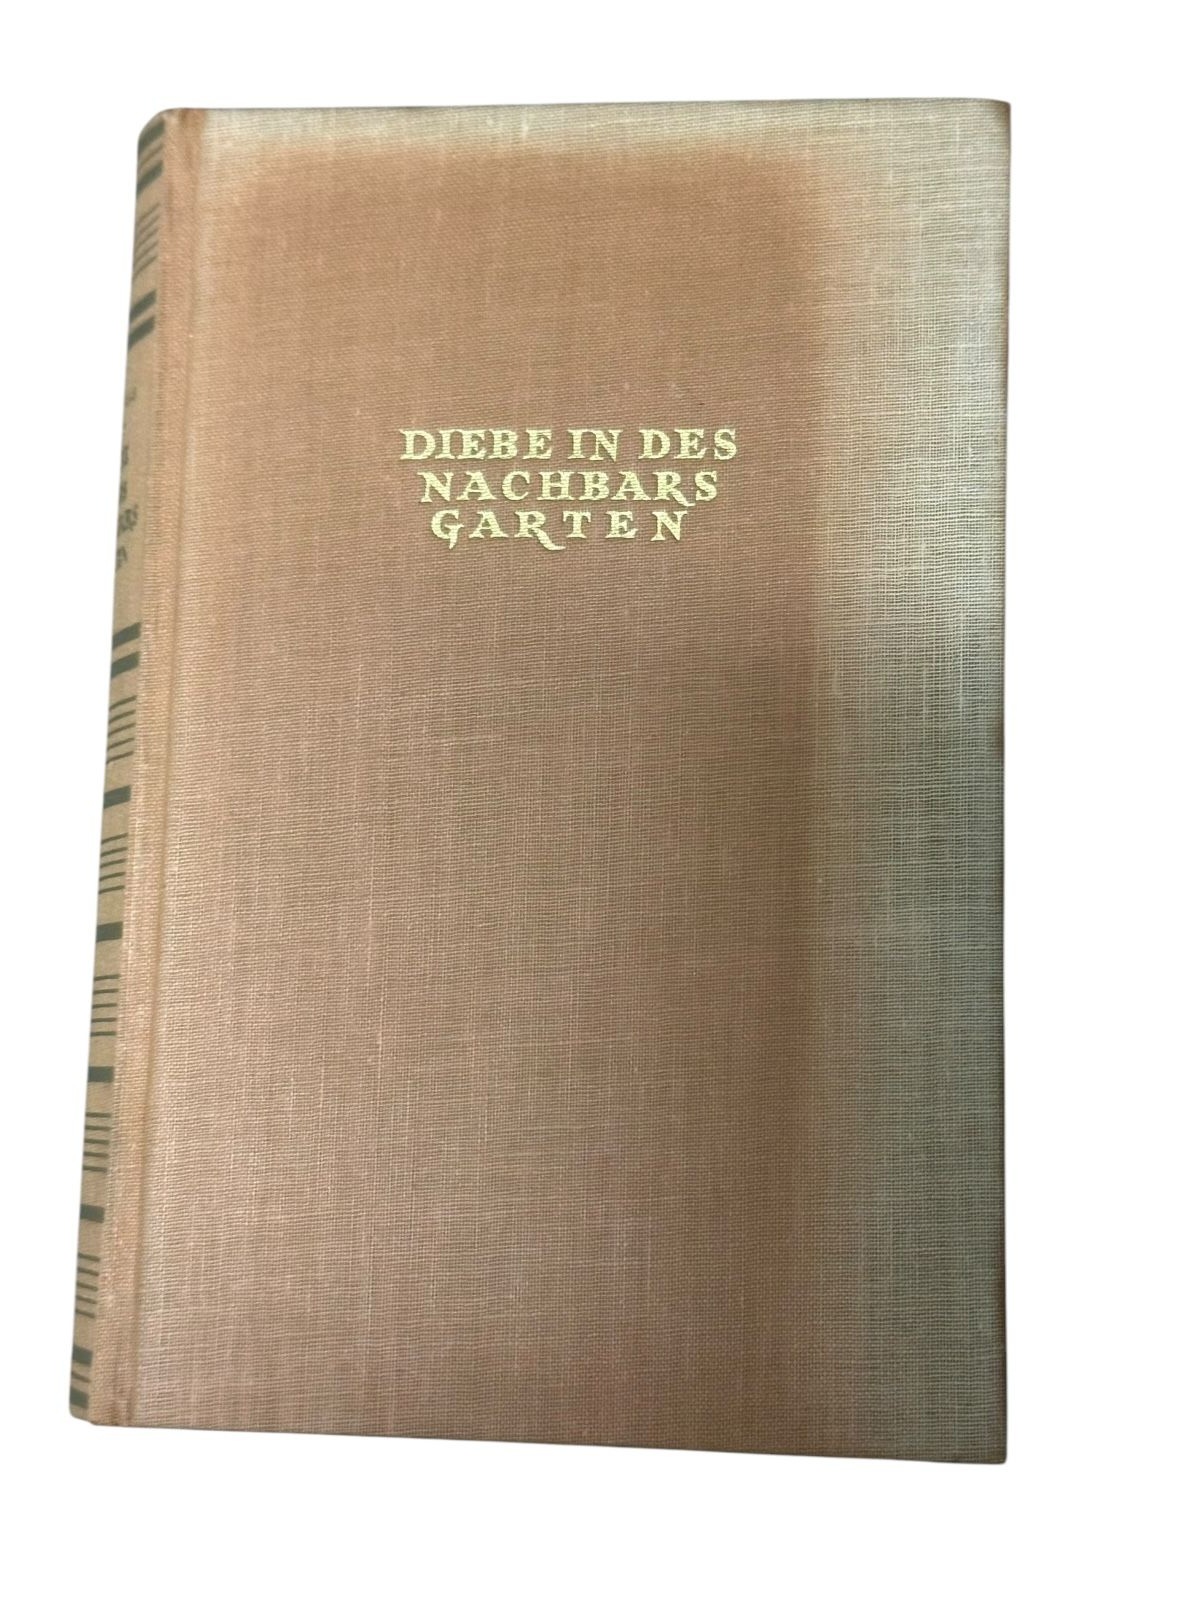 DIEBE IN DES
NACHBARS
GARTEN